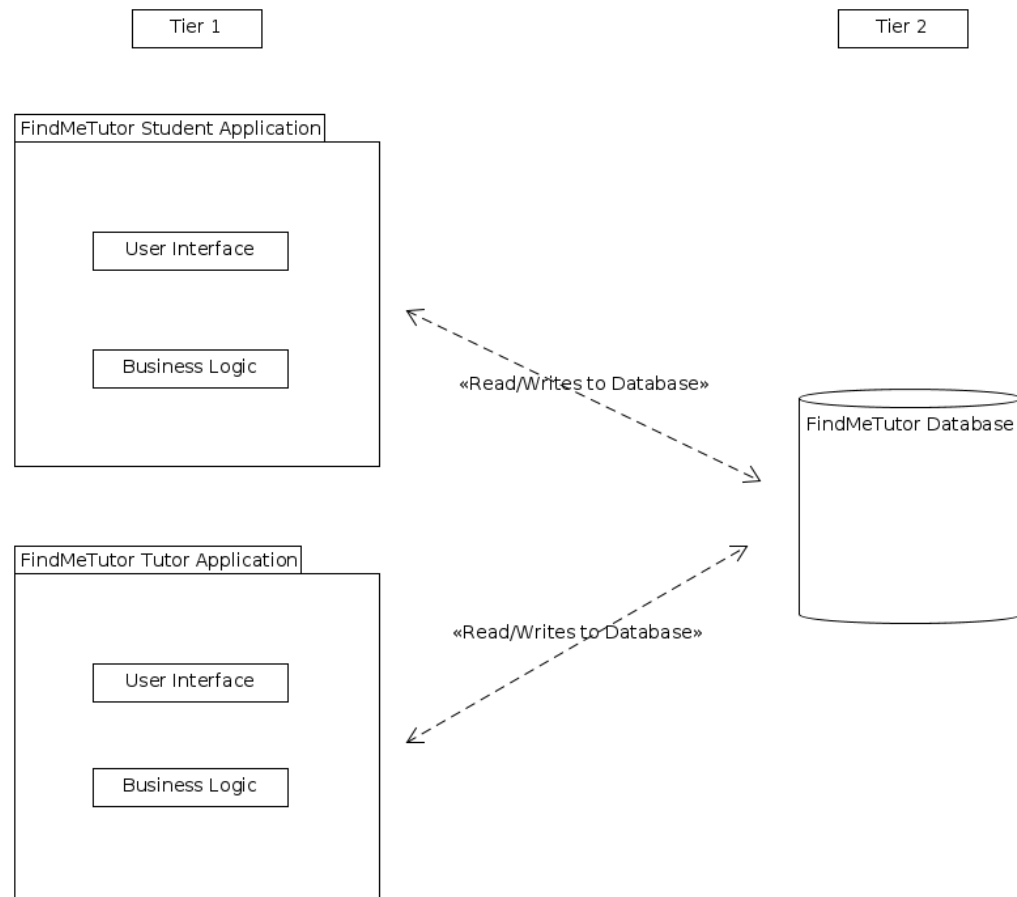 Tier 1
Tier 2
FindMeTutor Student Application
User Interface
Business Logic
«Read/Writes to Database»
FindMeTutor Database
FindMeTutor Tutor Application
«Read/Writes to Database»
User Interface
Business Logic